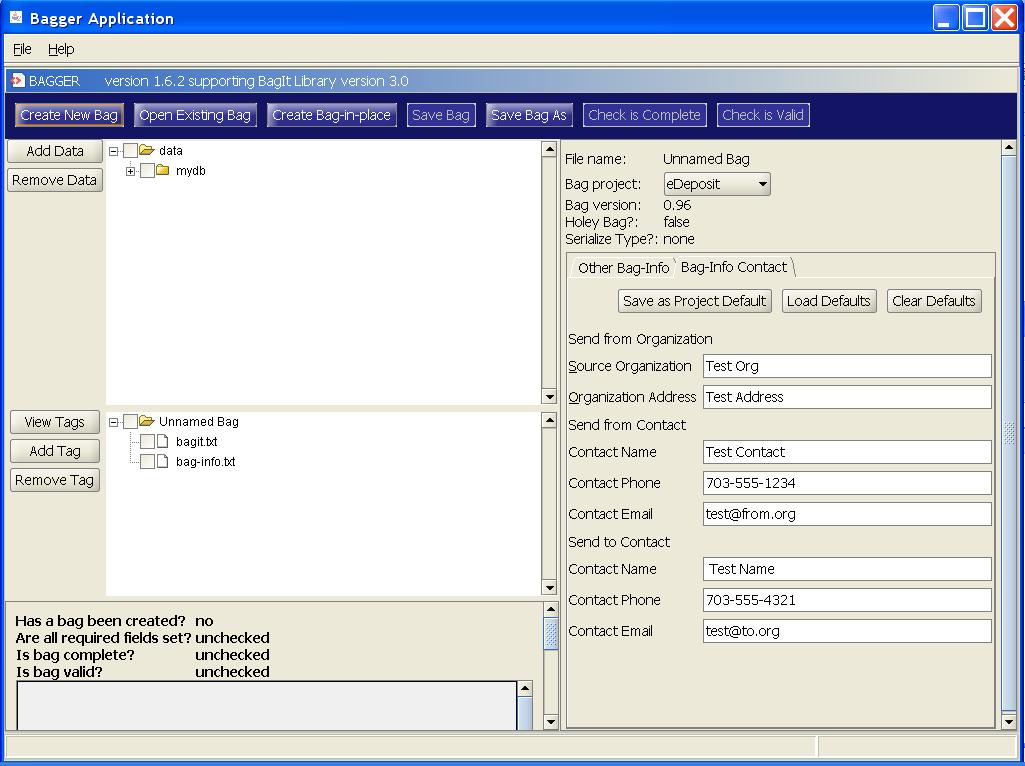 Bagger Application
File Help
BAGGER version 1.6.2 supporting BagIt Library version 3.0
Create New Bag Open Existing Bag Create Bag-in-place Save Bag Save Bag As Check is Complete Check is Valid
Add Data
Remove Data
data
mydb
View Tags
Add Tag
Remove Tag
Unnamed Bag
bagit.txt
bag-info.txt
Has a bag been created? no
Are all required fields set? unchecked
Is bag complete? unchecked
Is bag valid? unchecked
File name: Unnamed Bag
Bag project: eDeposit
Bag version: 0.96
Holey Bag?: false
Serialize Type?: none
Other Bag-Info Bag-Info Contact
Save as Project Default Load Defaults Clear Defaults
Send from Organization
Source Organization Test Org
Organization Address Test Address
Send from Contact
Contact Name Test Contact
Contact Phone 703-555-1234
Contact Email test@from.org
Send to Contact
Contact Name Test Name
Contact Phone 703-555-4321
Contact Email test@to.org